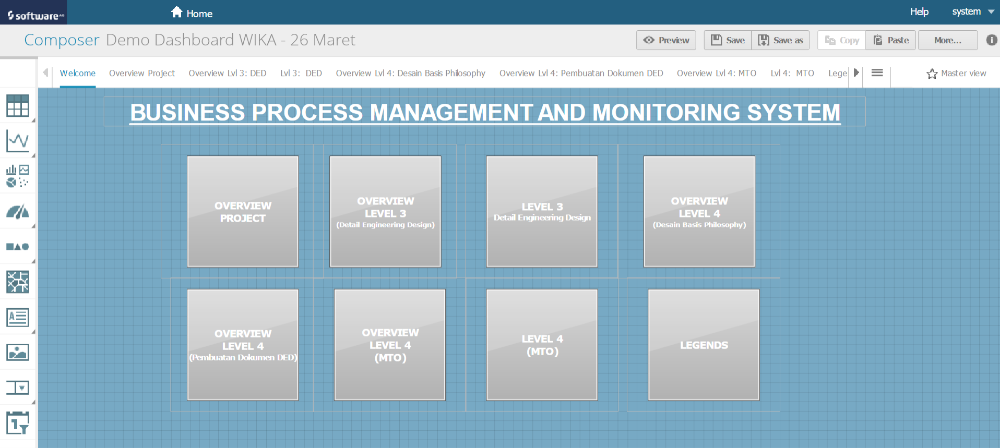 software AG
Home
Help
system
Composer Demo Dashboard WIKA - 26 Maret
Preview
Save
Save as
Copy
Paste
More...
Welcome
Overview Project
Overview Lvl 3: DED
Lvl 3: DED
Overview Lvl 4: Desain Basis Philosophy
Overview Lvl 4: Pembuatan Dokumen DED
Overview Lvl 4: MTO
Lvl 4: MTO
Lege
Master view
BUSINESS PROCESS MANAGEMENT AND MONITORING SYSTEM
OVERVIEW
PROJECT
OVERVIEW
LEVEL 3
(Detail Engineering Design)
LEVEL 3
Detail Engineering Design
OVERVIEW
LEVEL 4
(Desain Basis Philosophy)
OVERVIEW
LEVEL 4
(Pembuatan Dokumen DED)
OVERVIEW
LEVEL 4
(MTO)
LEVEL 4
(MTO)
LEGENDS